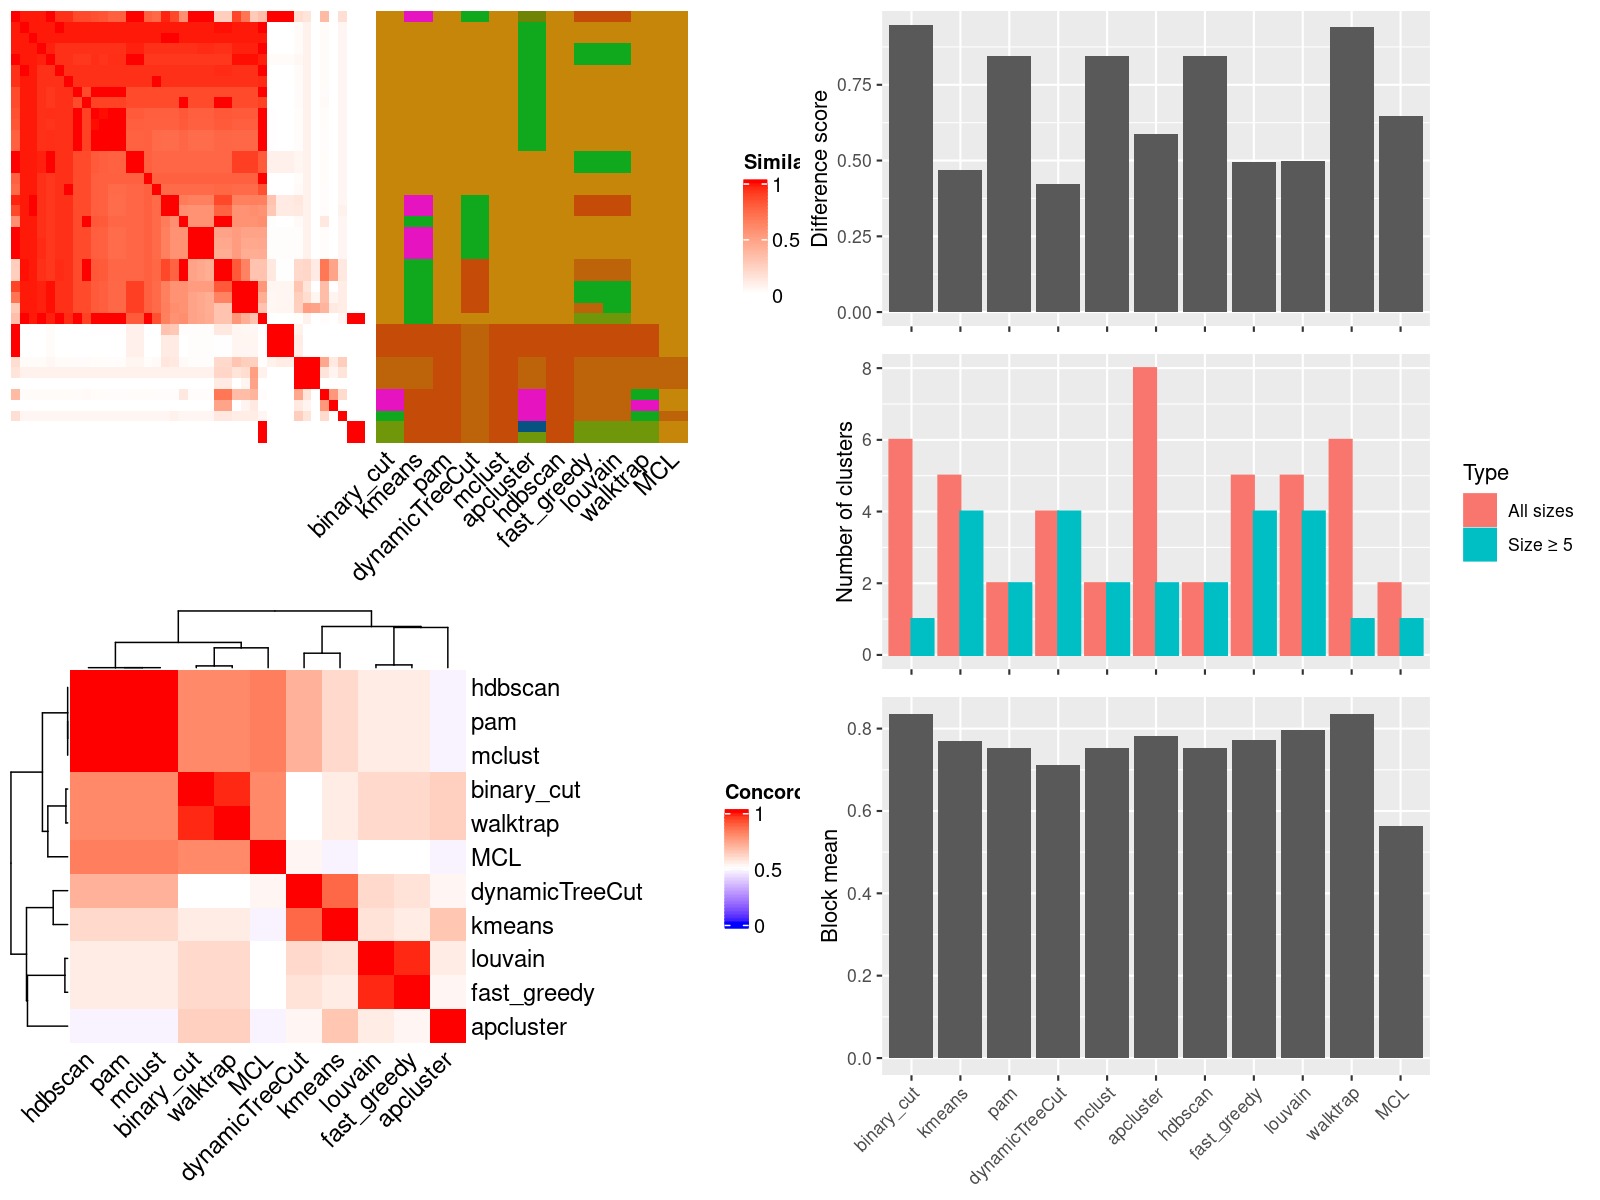 Simila
1
0.5
0
binary_cut
kmeans
pam
dynamicTreeCut
mclust
apcluster
hdbscan
fast_greedy
louvain
walktrap
MCL
hdbscan
pam
mclust
binary_cut
walktrap
MCL
dynamicTreeCut
kmeans
louvain
fast_greedy
apcluster
hdbscan
pam
mclust
binary_cut
walktrap
MCL
dynamicTreeCut
kmeans
louvain
fast_greedy
apcluster
Concord
1
0.5
0
Difference score
0.75
0.50
0.25
0.00
Number of clusters
8
6
4
2
0
Type
All sizes
Size ≥ 5
Block mean
0.8
0.6
0.4
0.2
0.0
binary_cut
kmeans
pam
dynamicTreeCut
mclust
apcluster
hdbscan
fast_greedy
louvain
walktrap
MCL